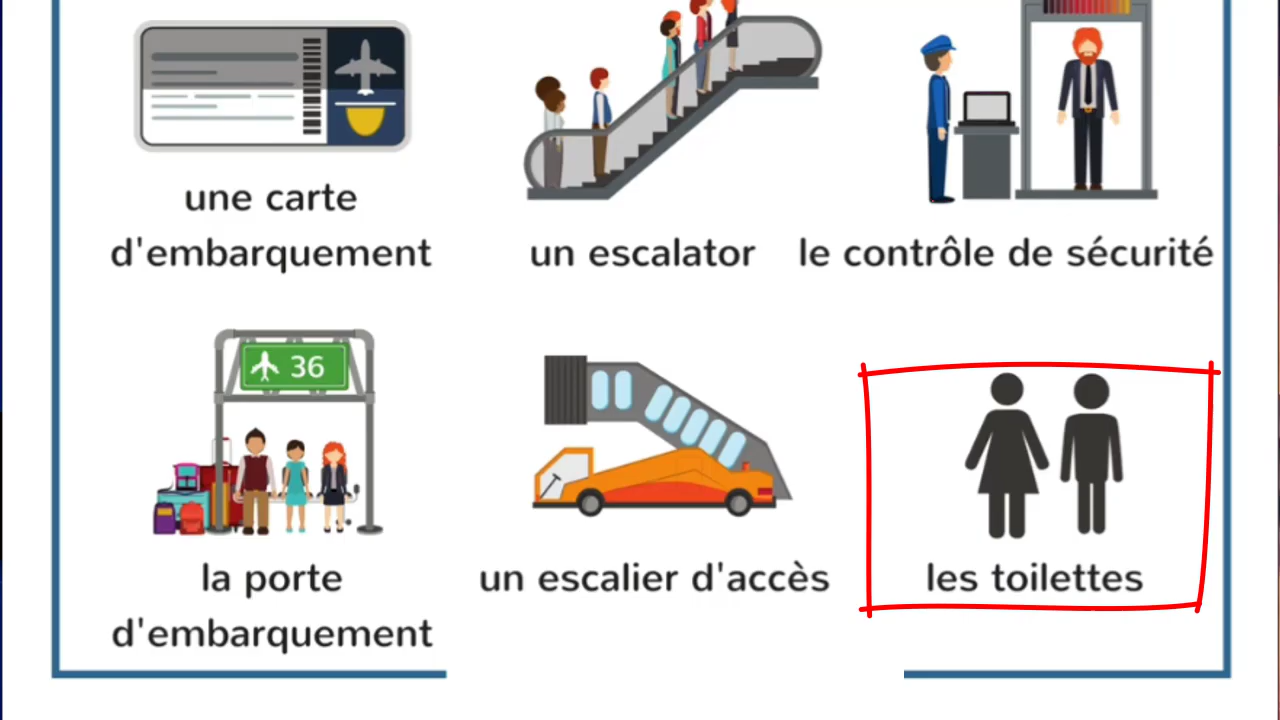 une carte
d'embarquement
un escalator
le contrôle de sécurité
36
la porte
d'embarquement
un escalier d'accès
les toilettes